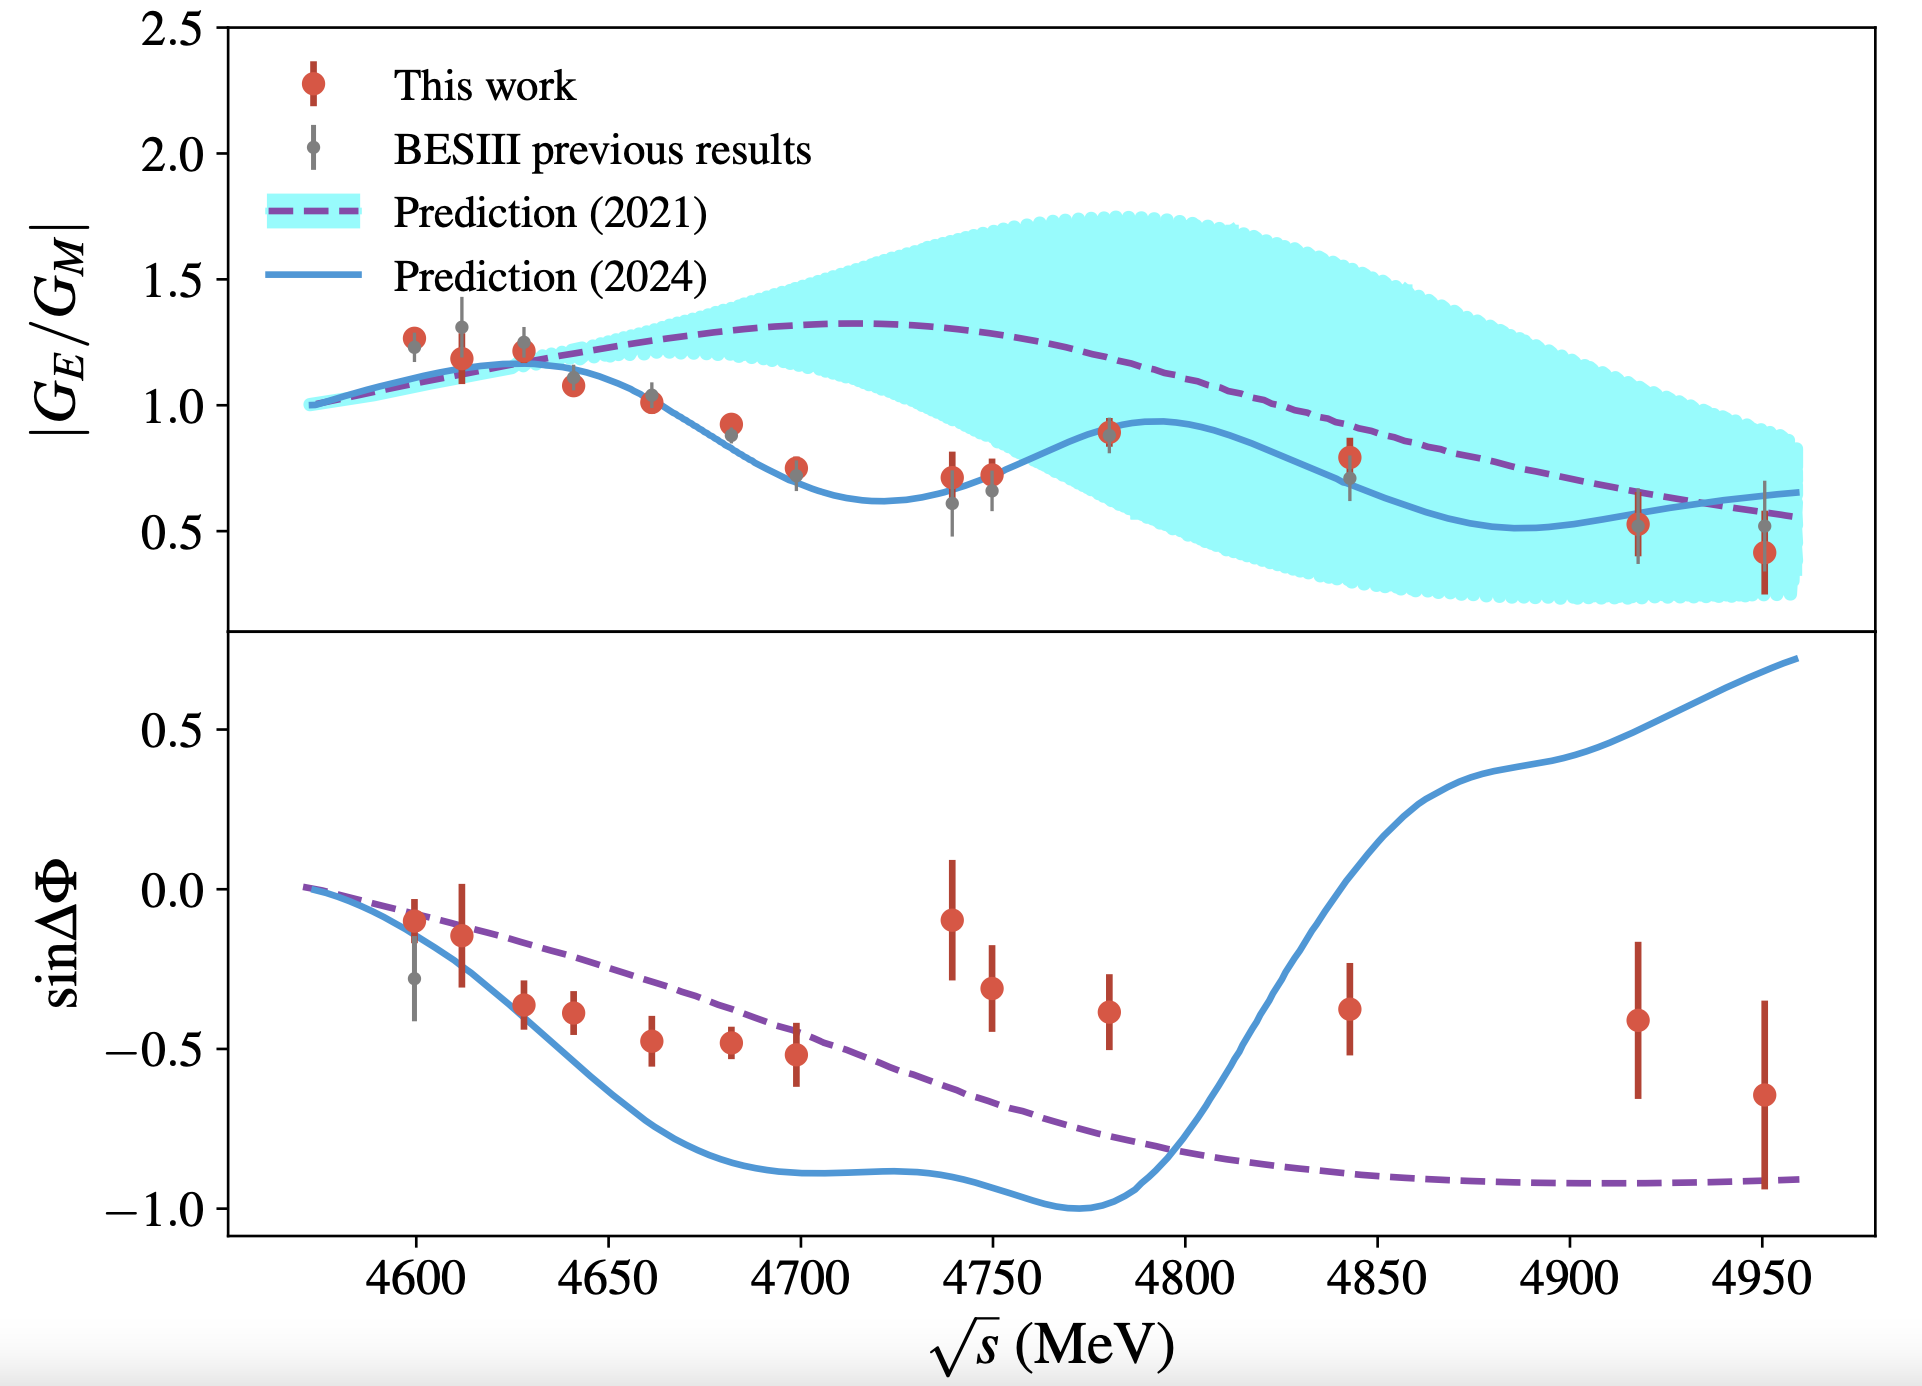 2.5
This work
BESIII previous results
2.0
Prediction (2021)
Prediction (2024)
1.5
1.0
0.5
|G_E/G_M|
0.5
0.0
−0.5
−1.0
sinΔΦ
4600 4650 4700 4750 4800 4850 4900 4950
√s (MeV)